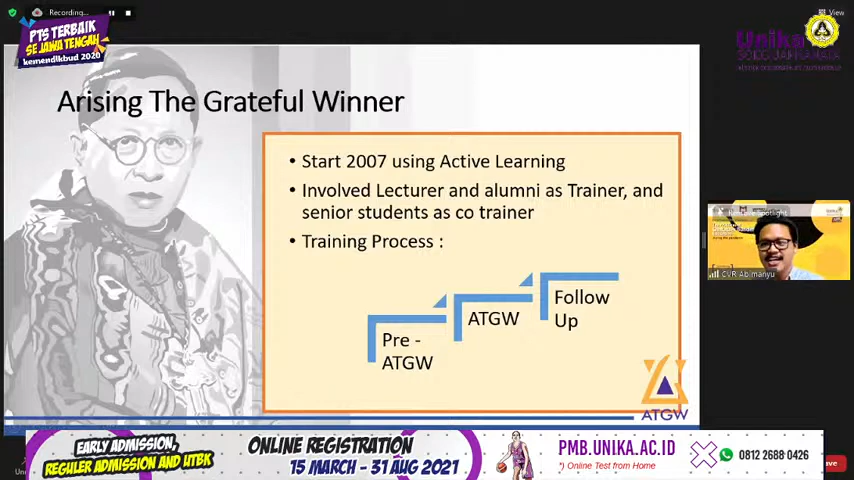 Recording...
View
PTS TERBAIK
SE JAWA TENGAH
kemendikbud 2020
Unika
SOEGIJAPRANATA
Arising The Grateful Winner
• Start 2007 using Active Learning
• Involved Lecturer and alumni as Trainer, and
senior students as co trainer
• Training Process :
Pre -
ATGW
ATGW
Follow
Up
ATGW
CVR Abimanyu
EARLY ADMISSION,
REGULER ADMISSION AND UTBK
ONLINE REGISTRATION
15 MARCH - 31 AUG 2021
PMB.UNIKA.AC.ID
*) Online Test from Home
0812 2688 0426